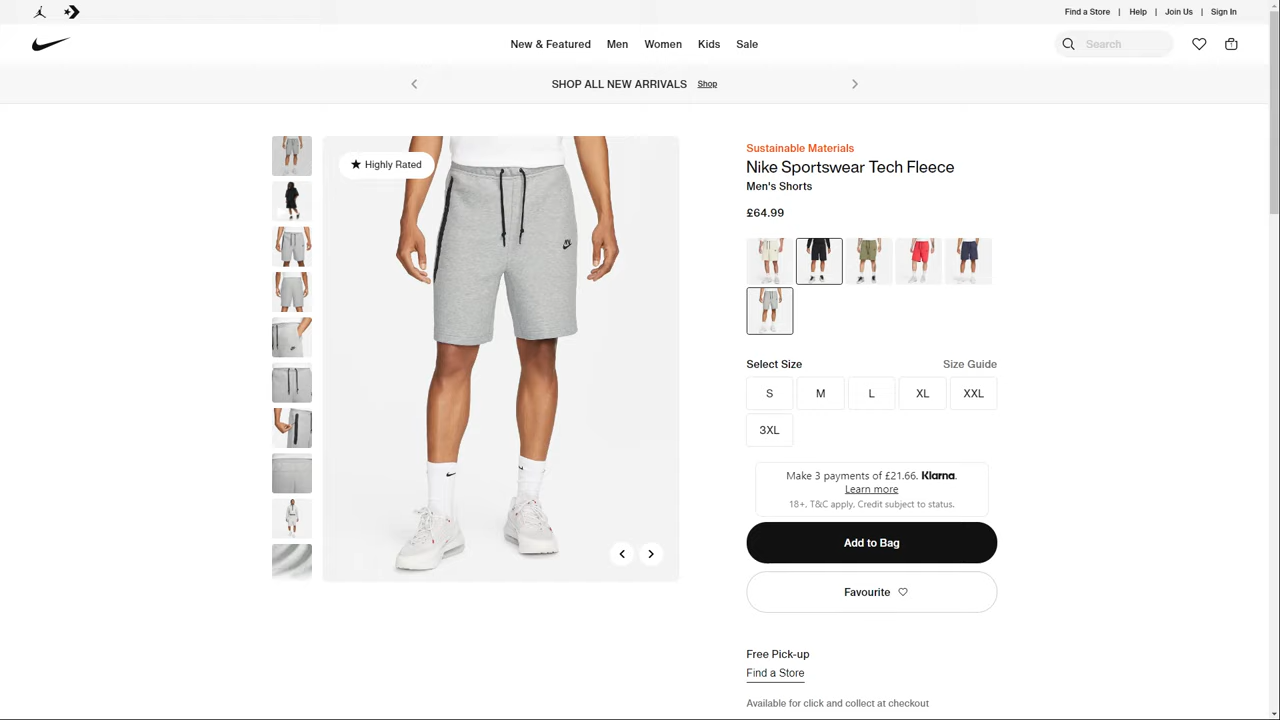 Find a Store | Help | Join Us | Sign In
New & Featured Men Women Kids Sale
Search
SHOP ALL NEW ARRIVALS Shop
Highly Rated
Sustainable Materials
Nike Sportswear Tech Fleece
Men's Shorts
£64.99
Select Size Size Guide
S M L XL XXL
3XL
Make 3 payments of £21.66. Klarna.
Learn more
18+, T&C apply, Credit subject to status.
Add to Bag
Favourite
Free Pick-up
Find a Store
Available for click and collect at checkout